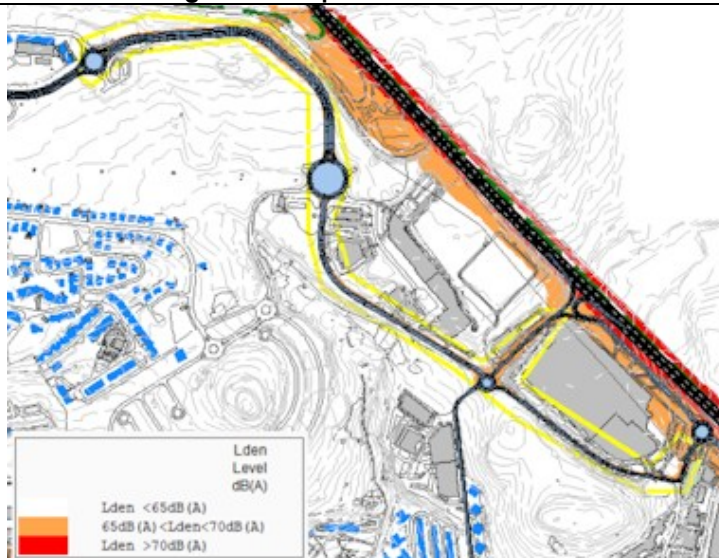 Lden
Level
dB(A)
Lden <65dB(A)
65dB(A)<Lden<70dB(A)
Lden >70dB(A)